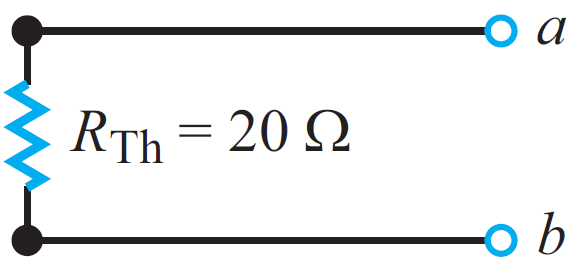 a
R_Th = 20 Ω
b